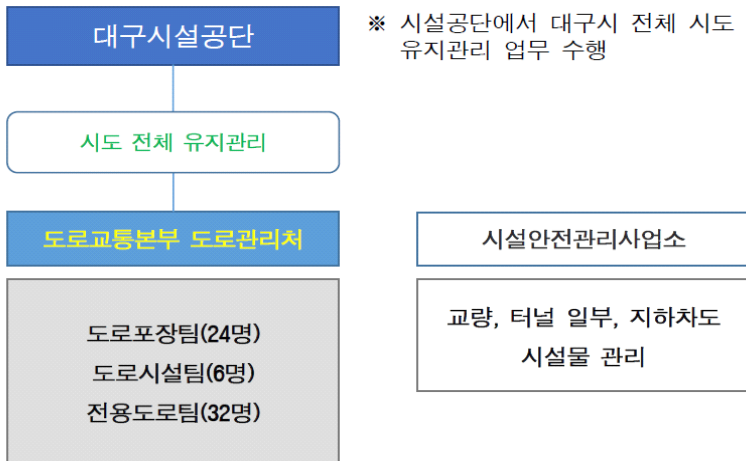 대구시설공단
※ 시설공단에서 대구시 전체 시도
유지관리 업무 수행
시도 전체 유지관리
도로교통본부 도로관리처
시설안전관리사업소
도로포장팀(24명)
도로시설팀(6명)
전용도로팀(32명)
교량, 터널 일부, 지하차도
시설물 관리